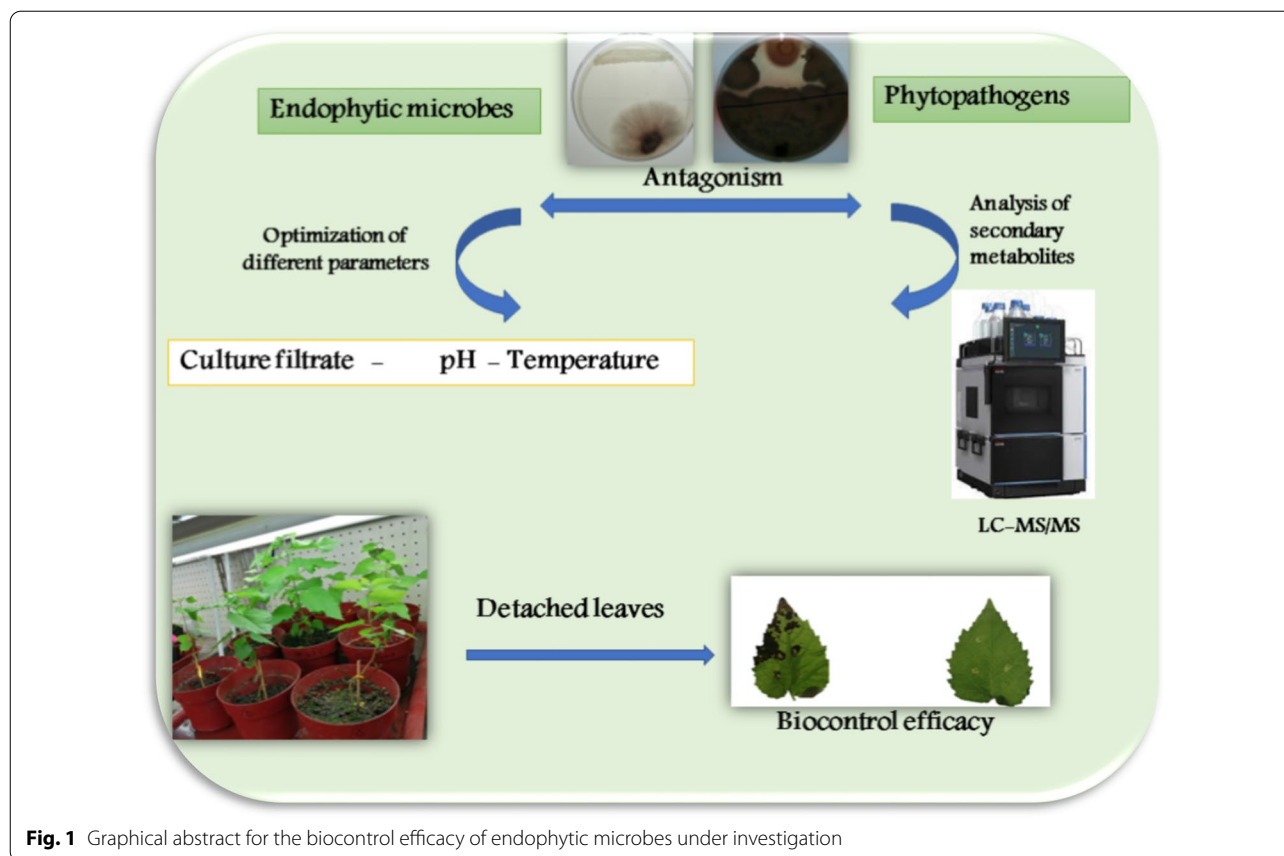 Endophytic microbes
Phytopathogens
Antagonism
Optimization of
different parameters
Analysis of
secondary
metabolites
Culture filtrate – pH – Temperature
LC-MS/MS
Detached leaves
Biocontrol efficacy
Fig. 1 Graphical abstract for the biocontrol efficacy of endophytic microbes under investigation